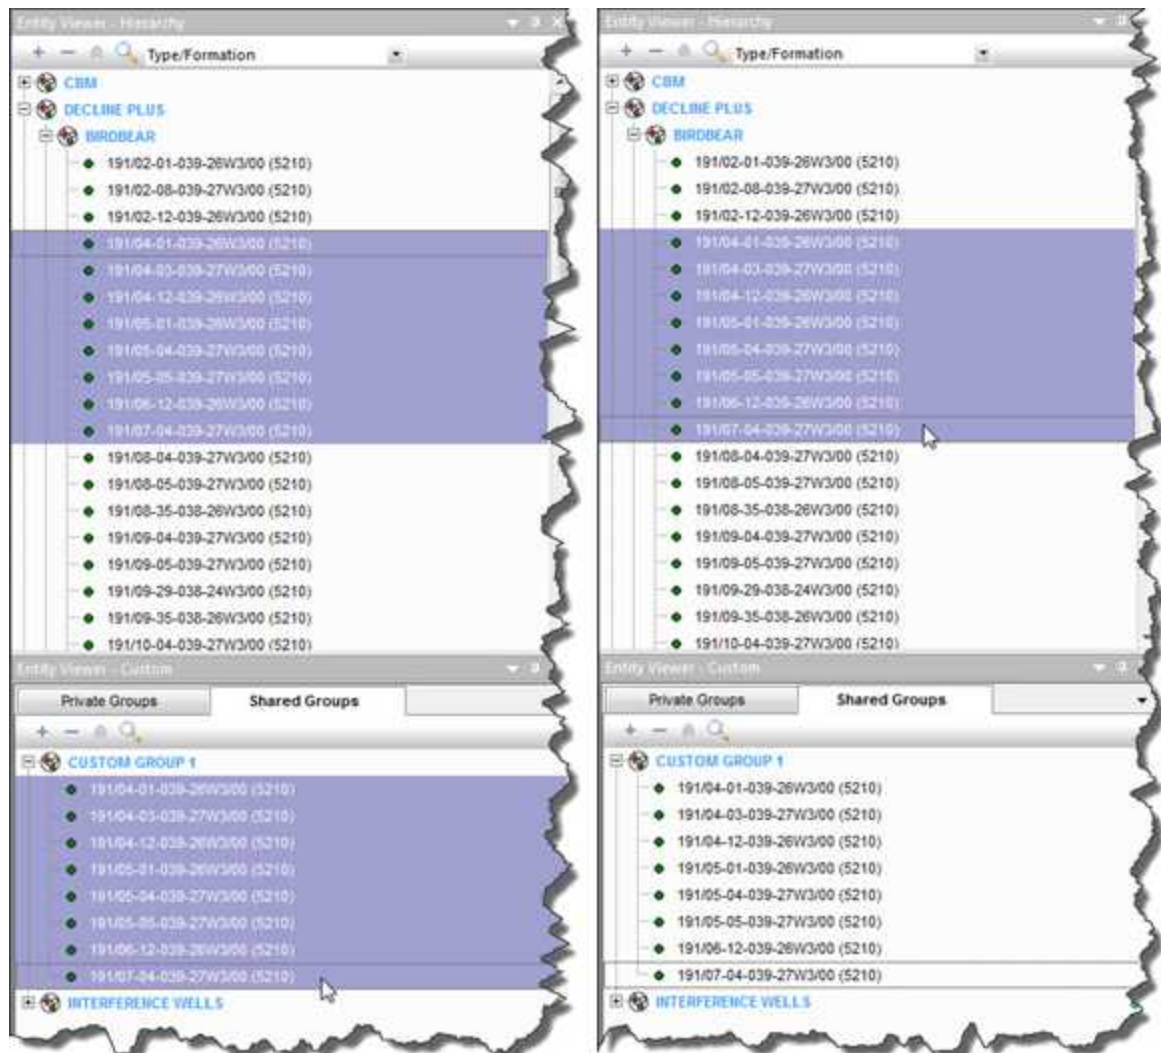 Entity Viewer - Hierarchy
Type/Formation
CBM
DECLINE PLUS
BIRDBEAR
191/02-01-039-26W3/00 (5210)
191/02-08-039-27W3/00 (5210)
191/02-12-039-26W3/00 (5210)
191/04-01-039-26W3/00 (5210)
191/04-03-039-27W3/00 (5210)
191/04-12-039-26W3/00 (5210)
191/05-01-039-26W3/00 (5210)
191/05-04-039-27W3/00 (5210)
191/05-05-039-27W3/00 (5210)
191/06-12-039-26W3/00 (5210)
191/07-04-039-27W3/00 (5210)
191/08-04-039-27W3/00 (5210)
191/08-05-039-27W3/00 (5210)
191/08-35-038-26W3/00 (5210)
191/09-04-039-27W3/00 (5210)
191/09-05-039-27W3/00 (5210)
191/09-29-038-24W3/00 (5210)
191/09-35-038-26W3/00 (5210)
191/10-04-039-27W3/00 (5210)
Entity Viewer - Custom
Private Groups Shared Groups
CUSTOM GROUP 1
191/04-01-039-26W3/00 (5210)
191/04-03-039-27W3/00 (5210)
191/04-12-039-26W3/00 (5210)
191/05-01-039-26W3/00 (5210)
191/05-04-039-27W3/00 (5210)
191/05-05-039-27W3/00 (5210)
191/06-12-039-26W3/00 (5210)
191/07-04-039-27W3/00 (5210)
INTERFERENCE WELLS
Entity Viewer - Hierarchy
Type/Formation
CBM
DECLINE PLUS
BIRDBEAR
191/02-01-039-26W3/00 (5210)
191/02-08-039-27W3/00 (5210)
191/02-12-039-26W3/00 (5210)
191/04-01-039-26W3/00 (5210)
191/04-03-039-27W3/00 (5210)
191/04-12-039-26W3/00 (5210)
191/05-01-039-26W3/00 (5210)
191/05-04-039-27W3/00 (5210)
191/05-05-039-27W3/00 (5210)
191/06-12-039-26W3/00 (5210)
191/07-04-039-27W3/00 (5210)
191/08-04-039-27W3/00 (5210)
191/08-05-039-27W3/00 (5210)
191/08-35-038-26W3/00 (5210)
191/09-04-039-27W3/00 (5210)
191/09-05-039-27W3/00 (5210)
191/09-29-038-24W3/00 (5210)
191/09-35-038-26W3/00 (5210)
191/10-04-039-27W3/00 (5210)
Entity Viewer - Custom
Private Groups Shared Groups
CUSTOM GROUP 1
191/04-01-039-26W3/00 (5210)
191/04-03-039-27W3/00 (5210)
191/04-12-039-26W3/00 (5210)
191/05-01-039-26W3/00 (5210)
191/05-04-039-27W3/00 (5210)
191/05-05-039-27W3/00 (5210)
191/06-12-039-26W3/00 (5210)
191/07-04-039-27W3/00 (5210)
INTERFERENCE WELLS